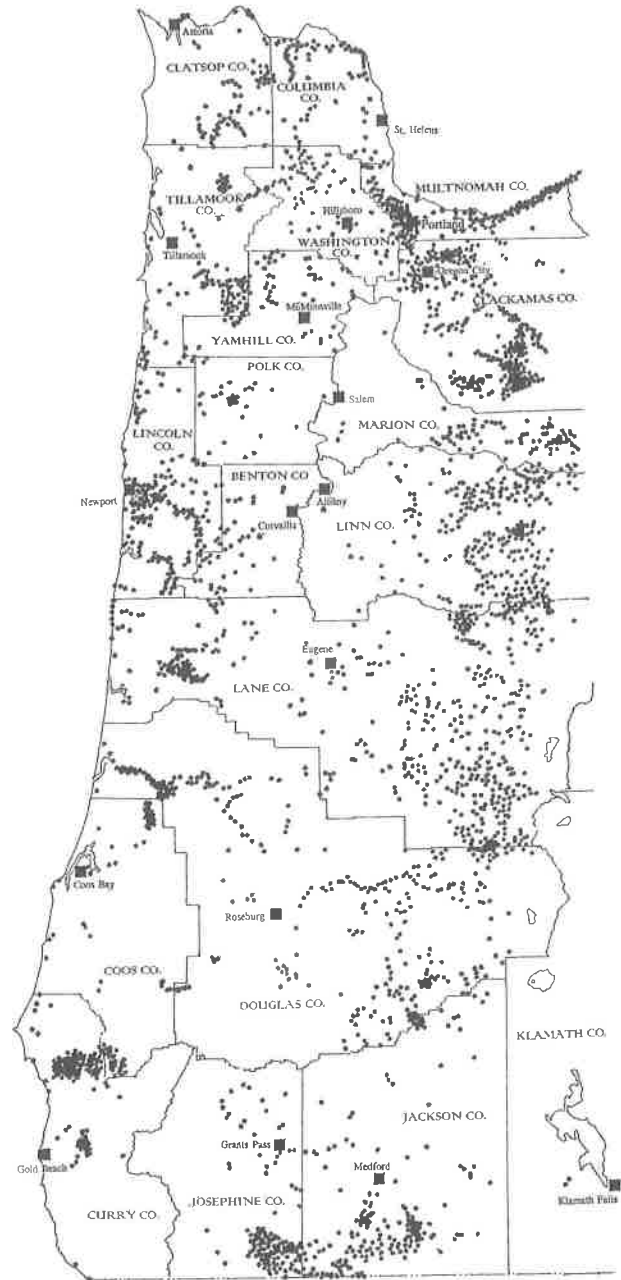 Astoria
CLATSOP CO.
COLUMBIA
CO.
St. Helens
TILLAMOOK
CO.
MULTNOMAH CO.
Hillsboro
Portland
WASHINGTON
CO.
Tillamook
Oregon City
CLACKAMAS CO.
McMinnville
YAMHILL CO.
POLK CO.
Salem
MARION CO.
LINCOLN
CO.
BENTON CO
Newport
Albany
Corvallis
LINN CO.
Eugene
LANE CO.
Coos Bay
Roseburg
COOS CO.
DOUGLAS CO.
KLAMATH CO.
JACKSON CO.
Grants Pass
Gold Beach
Medford
Klamath Falls
JOSEPHINE CO.
CURRY CO.